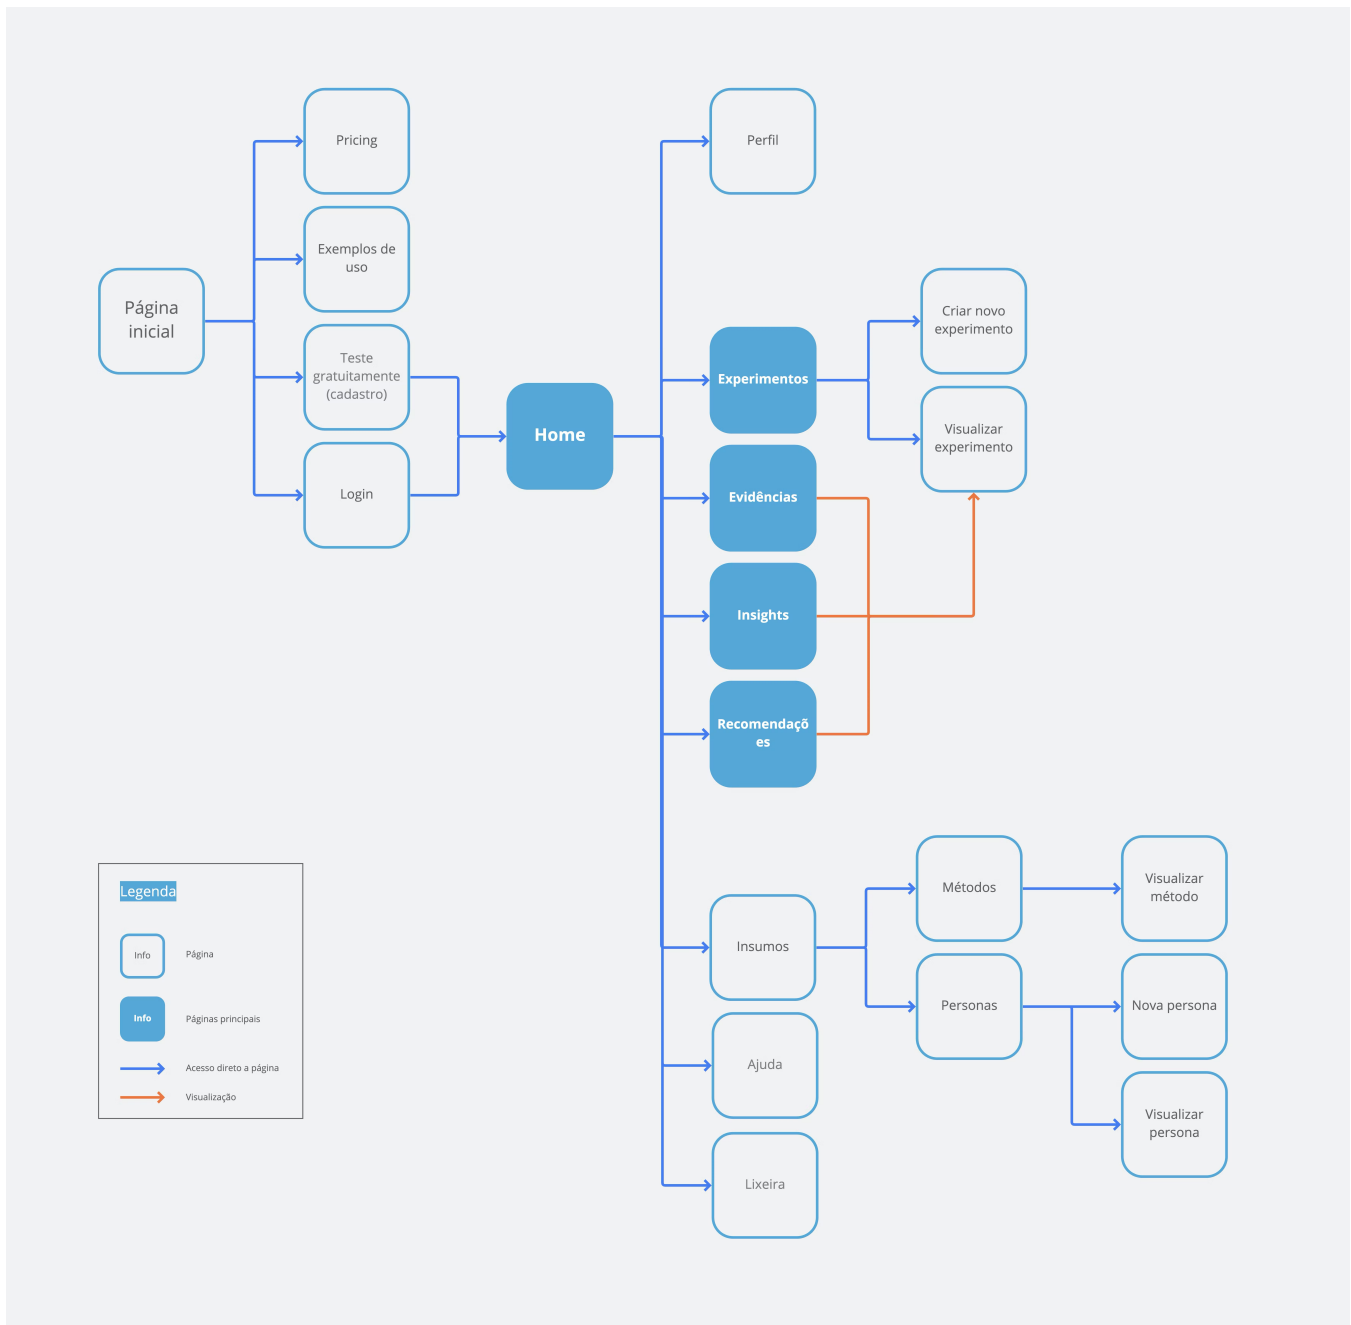 Pricing
Exemplos de
uso
Página
inicial
Teste
gratuitamente
(cadastro)
Login
Home
Perfil
Experimentos
Evidências
Insights
Recomendaçõ
es
Criar novo
experimento
Visualizar
experimento
Insumos
Ajuda
Lixeira
Métodos
Personas
Visualizar
método
Nova persona
Visualizar
persona
Legenda
Info
Página
Info
Páginas principais
Acesso direto a página
Visualização